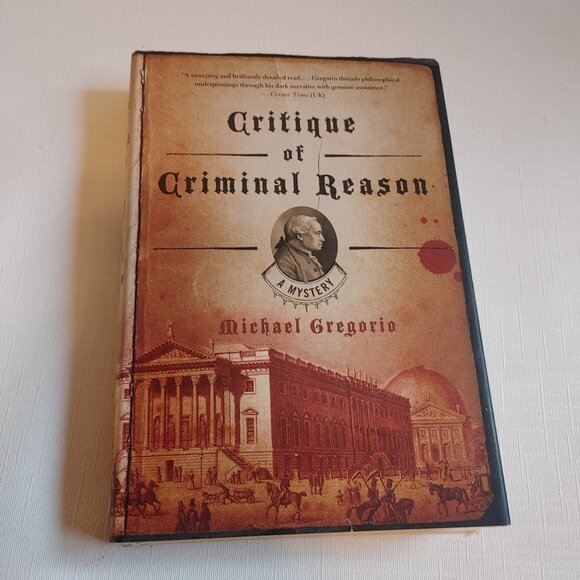 "A sweeping and brilliantly detailed read. . . . Gregorio threads philosophical
underpinnings through his dark narrative with genuine assurance."
—Crime Time (UK)
Critique
of
Criminal Reason
A MYSTERY
Michael Gregorio